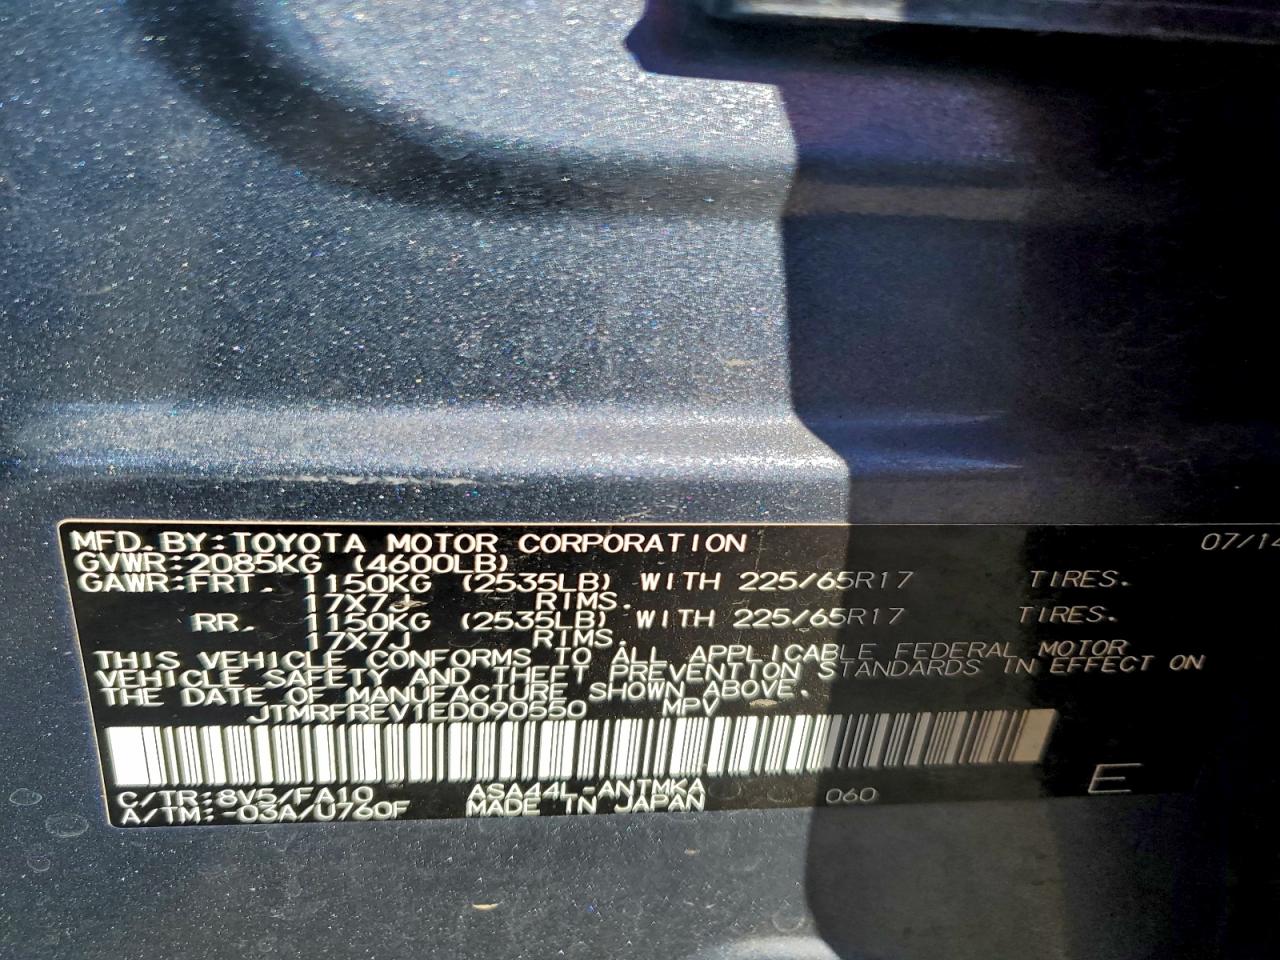 MFD.BY:TOYOTA MOTOR CORPORATION 07/14
GVWR:2085KG (4600LB)
GAWR:FRT. 1150KG (2535LB) WITH 225/65R17 TIRES.
17X7J RIMS.
RR. 1150KG (2535LB) WITH 225/65R17 TIRES.
17X7J RIMS.
THIS VEHICLE CONFORMS TO ALL APPLICABLE FEDERAL MOTOR
VEHICLE SAFETY AND THEFT PREVENTION STANDARDS IN EFFECT ON
THE DATE OF MANUFACTURE SHOWN ABOVE.
JTMRFREV1ED090550 MPV
C/TR:8V5/FA10 ASA44L-ANTMKA 060 E
A/TM:-03A/U760F MADE IN JAPAN